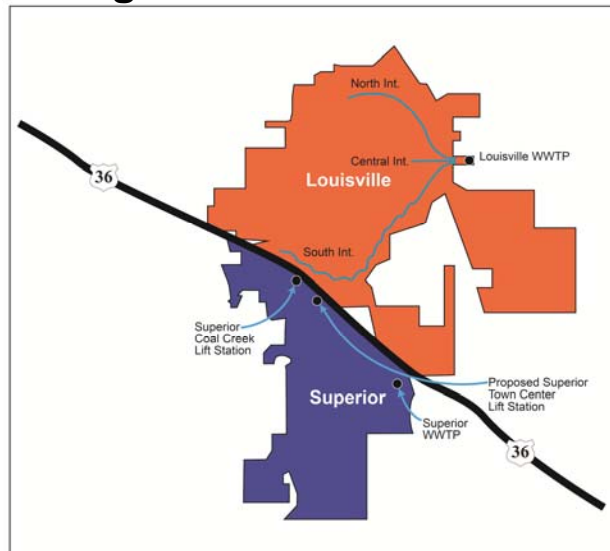 North Int.
Central Int.
Louisville WWTP
36
Louisville
South Int.
Superior
Coal Creek
Lift Station
Proposed Superior
Town Center
Lift Station
Superior
Superior
WWTP
36